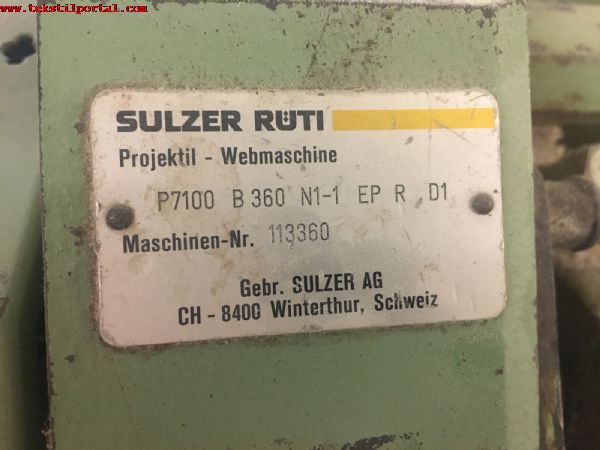 www.tekstilportal.com
SULZER RÜTI
Projektil - Webmaschine
P7100 B 360 N1-1 EP R D1
Maschinen-Nr. 113360
Gebr. SULZER AG
CH - 8400 Winterthur, Schweiz